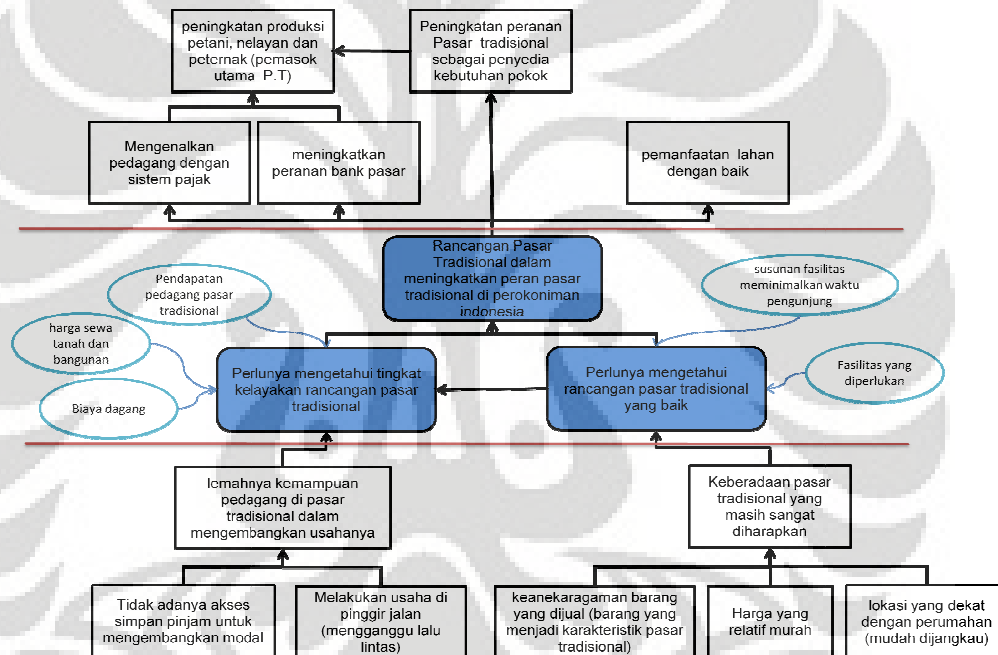 peningkatan produksi
petani, nelayan dan
peternak (pemasok
utama P.T)
Peningkatan peranan
Pasar tradisional
sebagai penyedia
kebutuhan pokok
Mengenalkan
pedagang dengan
sistem pajak
meningkatkan
peranan bank pasar
pemanfaatan lahan
dengan baik
Rancangan Pasar
Tradisional dalam
meningkatkan peran pasar
tradisional di perokoniman
indonesia
Pendapatan
pedagang pasar
tradisional
susunan fasilitas
meminimalkan waktu
pengunjung
harga sewa
tanah dan
bangunan
Perlunya mengetahui tingkat
kelayakan rancangan pasar
tradisional
Perlunya mengetahui
rancangan pasar tradisional
yang baik
Fasilitas yang
diperlukan
Biaya dagang
lemahnya kemampuan
pedagang di pasar
tradisional dalam
mengembangkan usahanya
Keberadaan pasar
tradisional yang
masih sangat
diharapkan
Tidak adanya akses
simpan pinjam untuk
mengembangkan modal
Melakukan usaha di
pinggir jalan
(mengganggu lalu
lintas)
keanekaragaman barang
yang dijual (barang yang
menjadi karakteristik pasar
tradisional)
Harga yang
relatif murah
lokasi yang dekat
dengan perumahan
(mudah dijangkau)